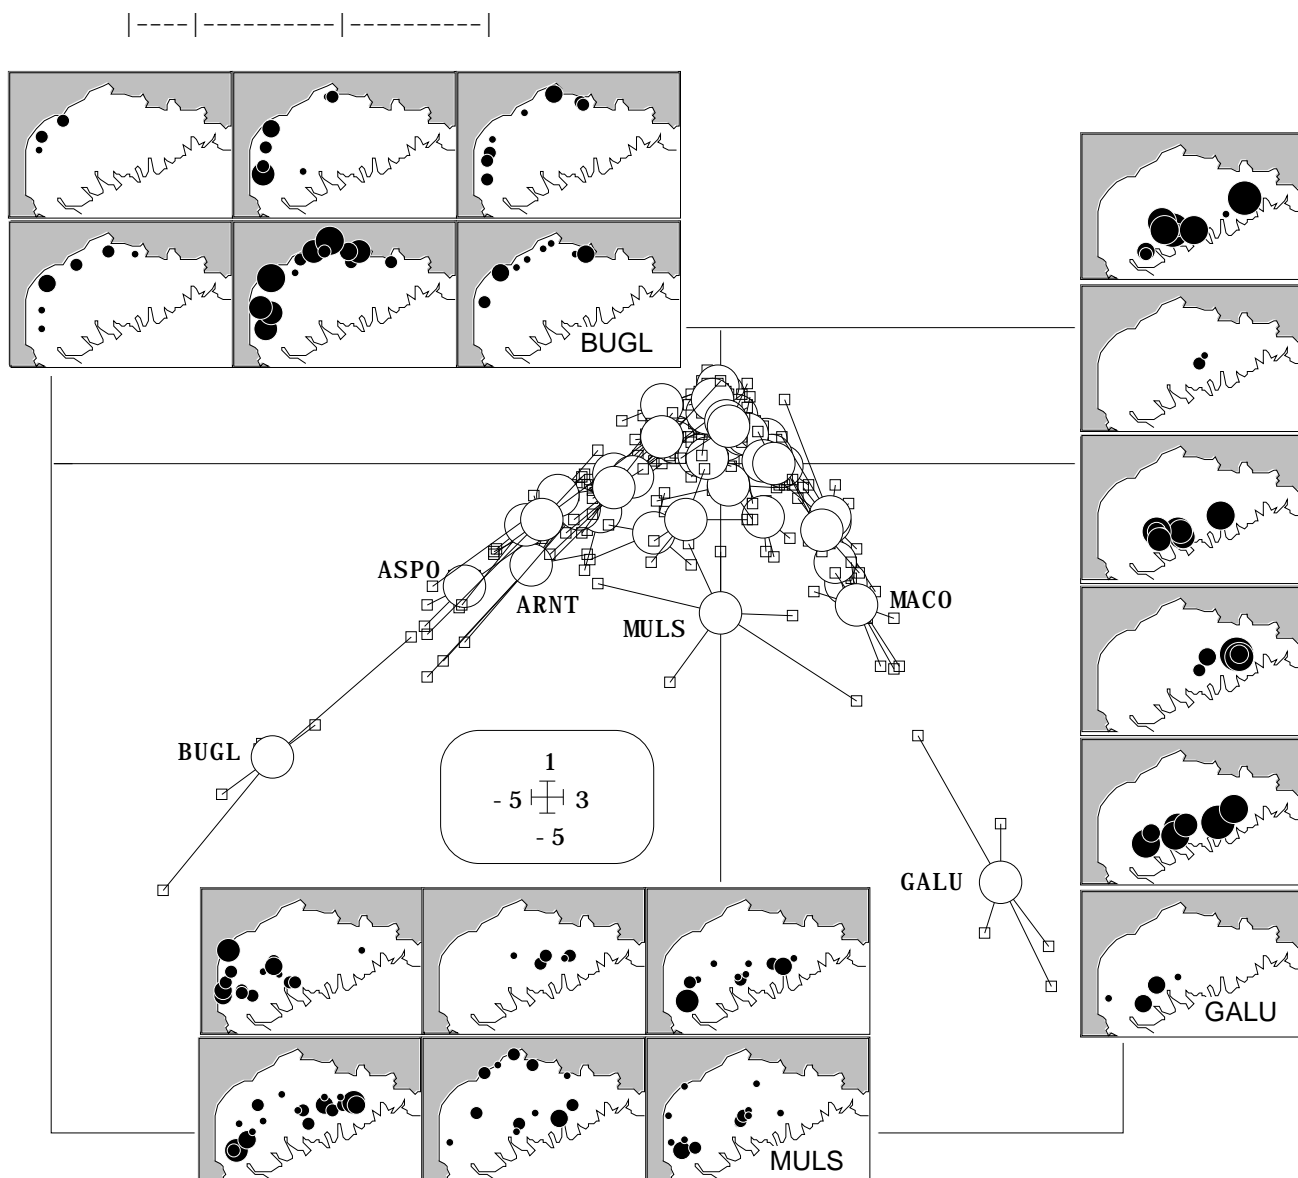 |----|----------|----------|
BUGL
ASPO
ARNT
MULS
MACO
BUGL
1
- 5 3
- 5
GALU
GALU
MULS